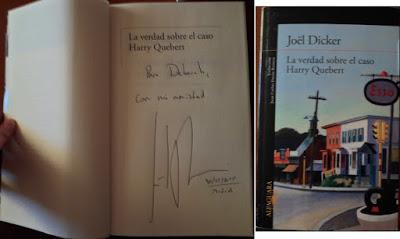 La verdad sobre el caso
Harry Quebert
Para
con mi amistad
Joël Dicker
La verdad sobre el caso
Harry Quebert
Esso
ALFAGUARA